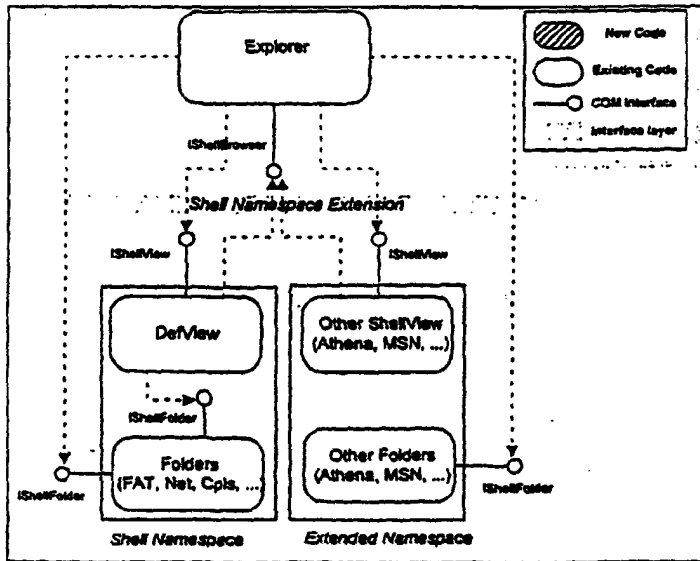 Explorer
New Code
Existing Code
COM Interface
Interface layer
IShellBrowser
Shell Namespace Extension
IShellView
IShellView
DefView
Other ShellView
(Athena, MSN, ...)
IShellFolder
Folders
(FAT, Net, Cpls, ...)
Other Folders
(Athena, MSN, ...)
IShellFolder
IShellFolder
Shell Namespace
Extended Namespace